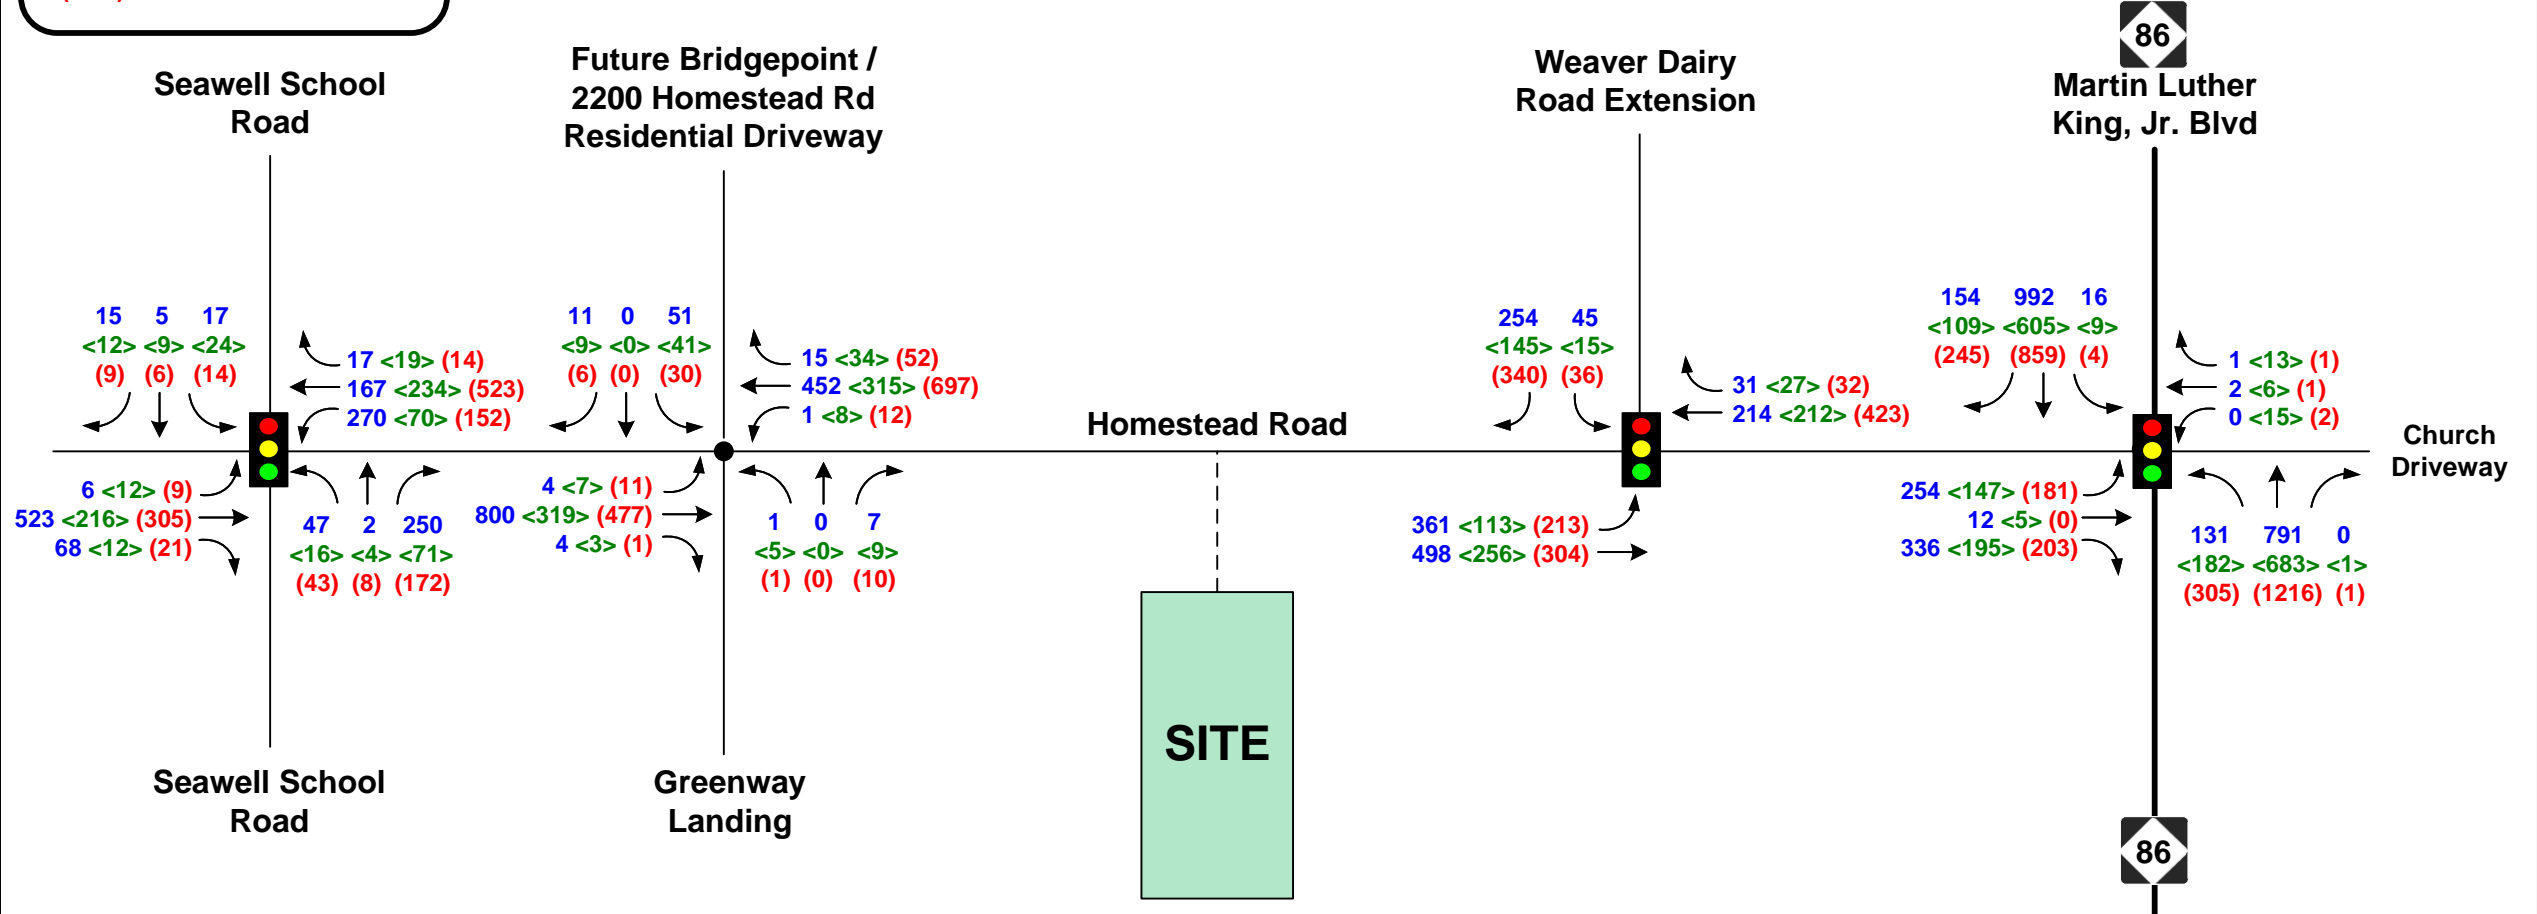 86
Seawell School
Road
Future Bridgepoint /
2200 Homestead Rd
Residential Driveway
Weaver Dairy
Road Extension
Martin Luther
King, Jr. Blvd
15 5 17
<12> <9> <24>
(9) (6) (14)
17 <19> (14)
167 <234> (523)
270 <70> (152)
6 <12> (9)
523 <216> (305)
68 <12> (21)
47 2 250
<16> <4> <71>
(43) (8) (172)
11 0 51
<9> <0> <41>
(6) (0) (30)
15 <34> (52)
452 <315> (697)
1 <8> (12)
4 <7> (11)
800 <319> (477)
4 <3> (1)
1 0 7
<5> <0> <9>
(1) (0) (10)
Homestead Road
254 45
<145> <15>
(340) (36)
31 <27> (32)
214 <212> (423)
361 <113> (213)
498 <256> (304)
154 992 16
<109> <605> <9>
(245) (859) (4)
1 <13> (1)
2 <6> (1)
0 <15> (2)
254 <147> (181)
12 <5> (0)
336 <195> (203)
131 791 0
<182> <683> <1>
(305) (1216) (1)
Church
Driveway
SITE
Seawell School
Road
Greenway
Landing
86